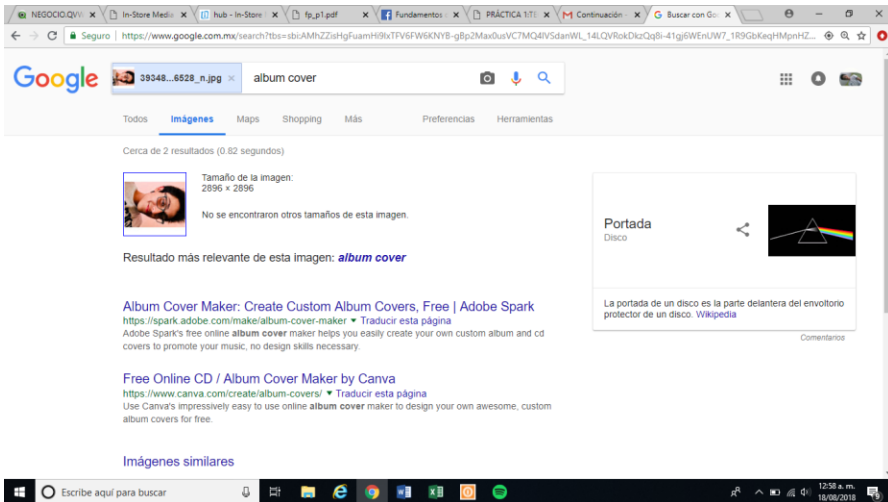 NEGOCIO.QVW
In-Store Media
hub - In-Store
fp_p1.pdf
Fundamentos
PRÁCTICA 1:TE
Continuación -
Buscar con Goo
Seguro
https://www.google.com.mx/search?tbs=sbi:
Google
39348...6528_n.jpg ×
album cover
Todos
Imágenes
Maps
Shopping
Más
Preferencias
Herramientas
Cerca de 2 resultados (0.82 segundos)
Tamaño de la imagen:
2896 × 2896
No se encontraron otros tamaños de esta imagen.
Resultado más relevante de esta imagen: album cover
Album Cover Maker: Create Custom Album Covers, Free | Adobe Spark
https://spark.adobe.com/make/album-cover-maker ▼ Traducir esta página
Adobe Spark's free online album cover maker helps you easily create your own custom album and cd
covers to promote your music, no design skills necessary.
Free Online CD / Album Cover Maker by Canva
https://www.canva.com/create/album-covers/ ▼ Traducir esta página
Use Canva's impressively easy to use online album cover maker to design your own awesome, custom
album covers for free.
Imágenes similares
Portada
Disco
La portada de un disco es la parte delantera del envoltorio
protector de un disco. Wikipedia
Comentarios
Escribe aquí para buscar
12:58 a. m.
18/08/2018